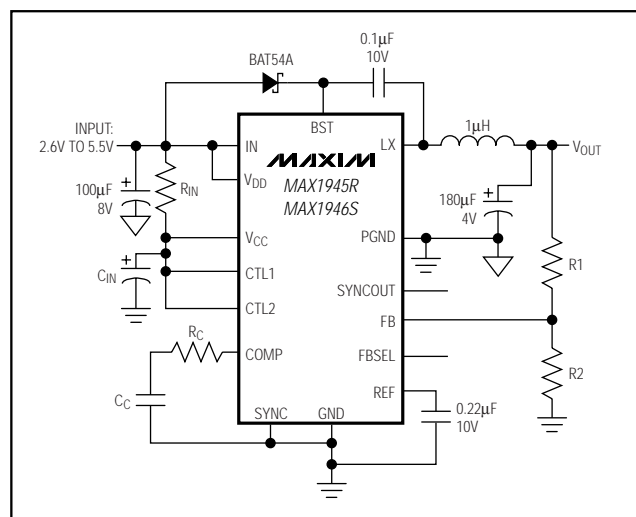 0.1µF
10V
BAT54A
BST
INPUT:
2.6V TO 5.5V
IN
LX
1µH
VOUT
MAXIM
VDD
MAX1945R
MAX1946S
100µF
8V
RIN
180µF
4V
VCC
PGND
R1
CIN
CTL1
SYNCOUT
CTL2
FB
RC
COMP
FBSEL
R2
REF
CC
0.22µF
10V
SYNC
GND